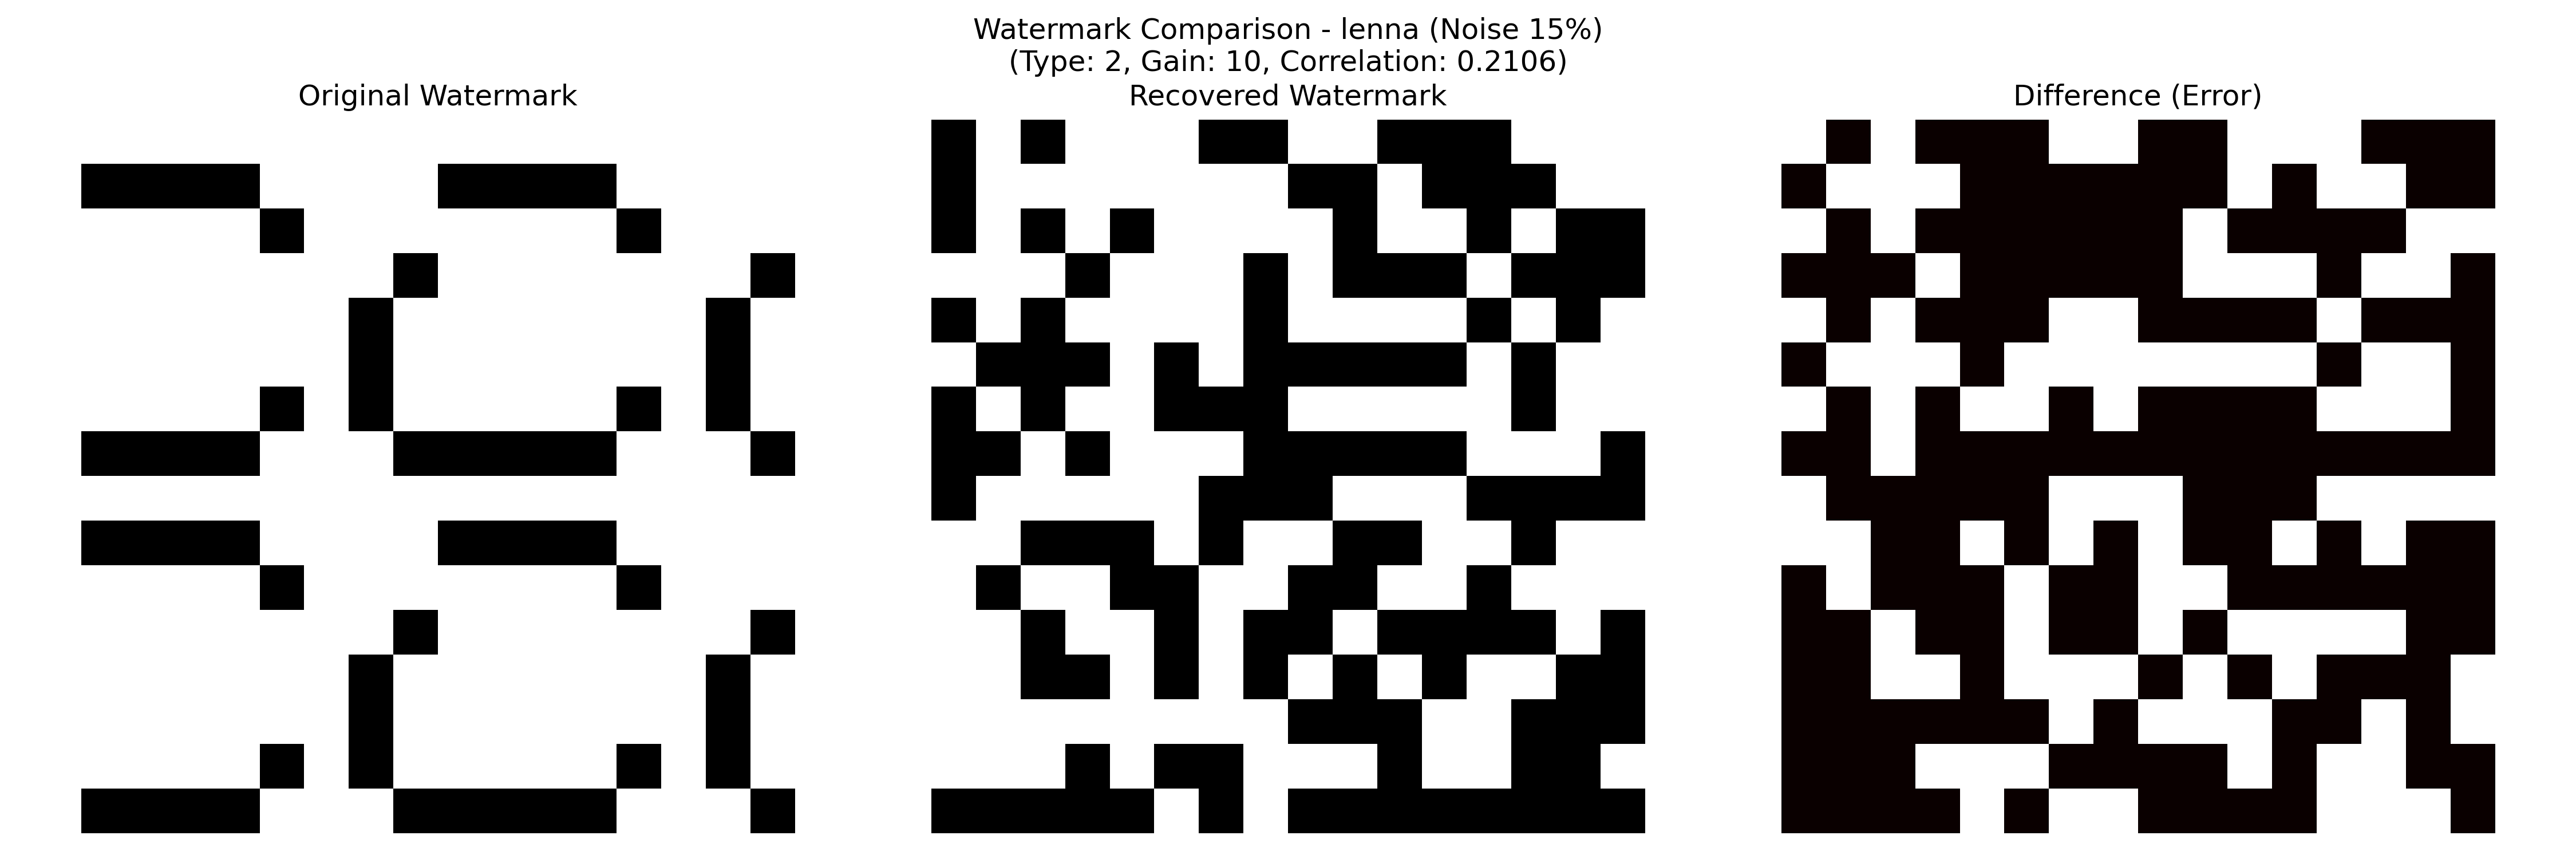 Watermark Comparison - lenna (Noise 15%)
(Type: 2, Gain: 10, Correlation: 0.2106)
Original Watermark
Recovered Watermark
Difference (Error)